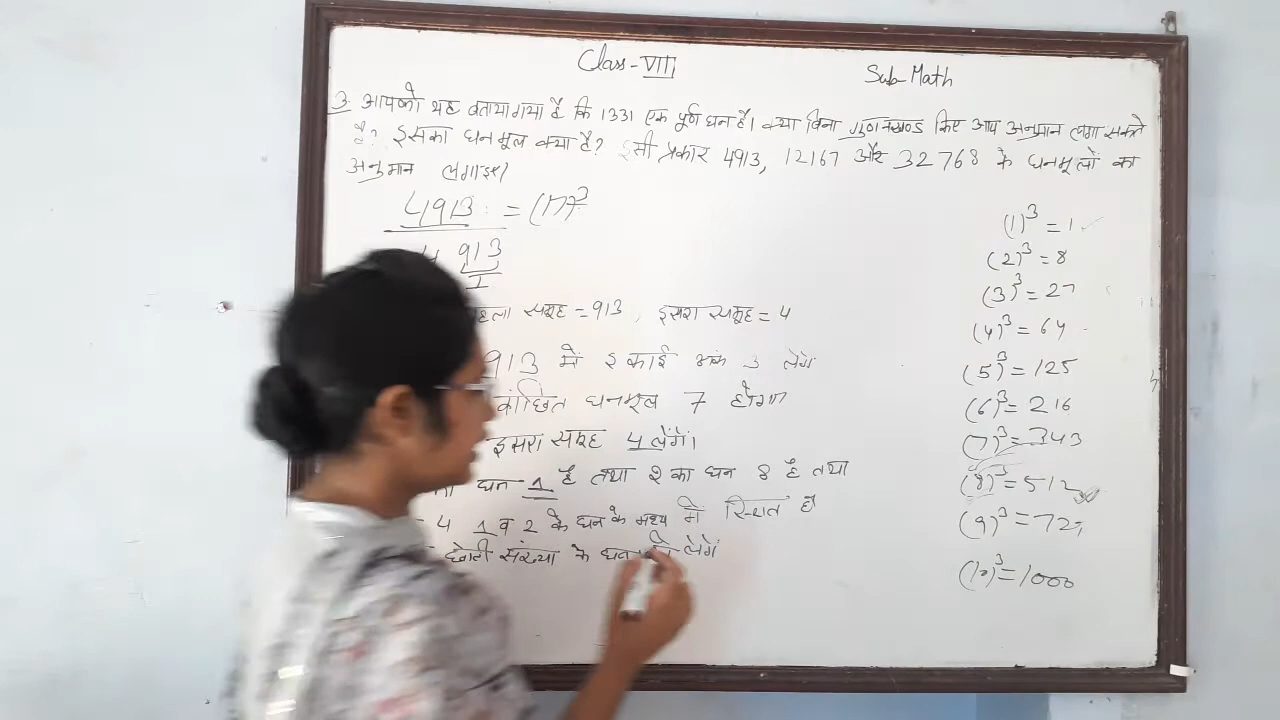 Class-VIII
Sub-Math
3. आपको यह बताया गया है कि 1331 एक पूर्ण घन है। क्या बिना गुणनखण्ड किए आप अनुमान लगा सकते
है? इसका घनमूल क्या है? इसी प्रकार 4913, 12167 और 32768 के घनमूलों का
अनुमान लगाइए।
4913 = (17)³
4 913
I
समूह = 913, दूसरा समूह = 4
913 में इकाई अंक 3 लेंगे
वांछित घनमूल 7 होगा
दूसरा समूह 4 लेंगे।
घन 1 है तथा 2 का घन 8 है तथा
4 1 व 2 के घन के मध्य में स्थित है
छोटी संख्या के लेंगे
(1)³ = 1
(2)³ = 8
(3)³ = 27
(4)³ = 64
(5)³ = 125
(6)³ = 216
(7)³ = 343
(8)³ = 512
(9)³ = 729
(10)³ = 1000